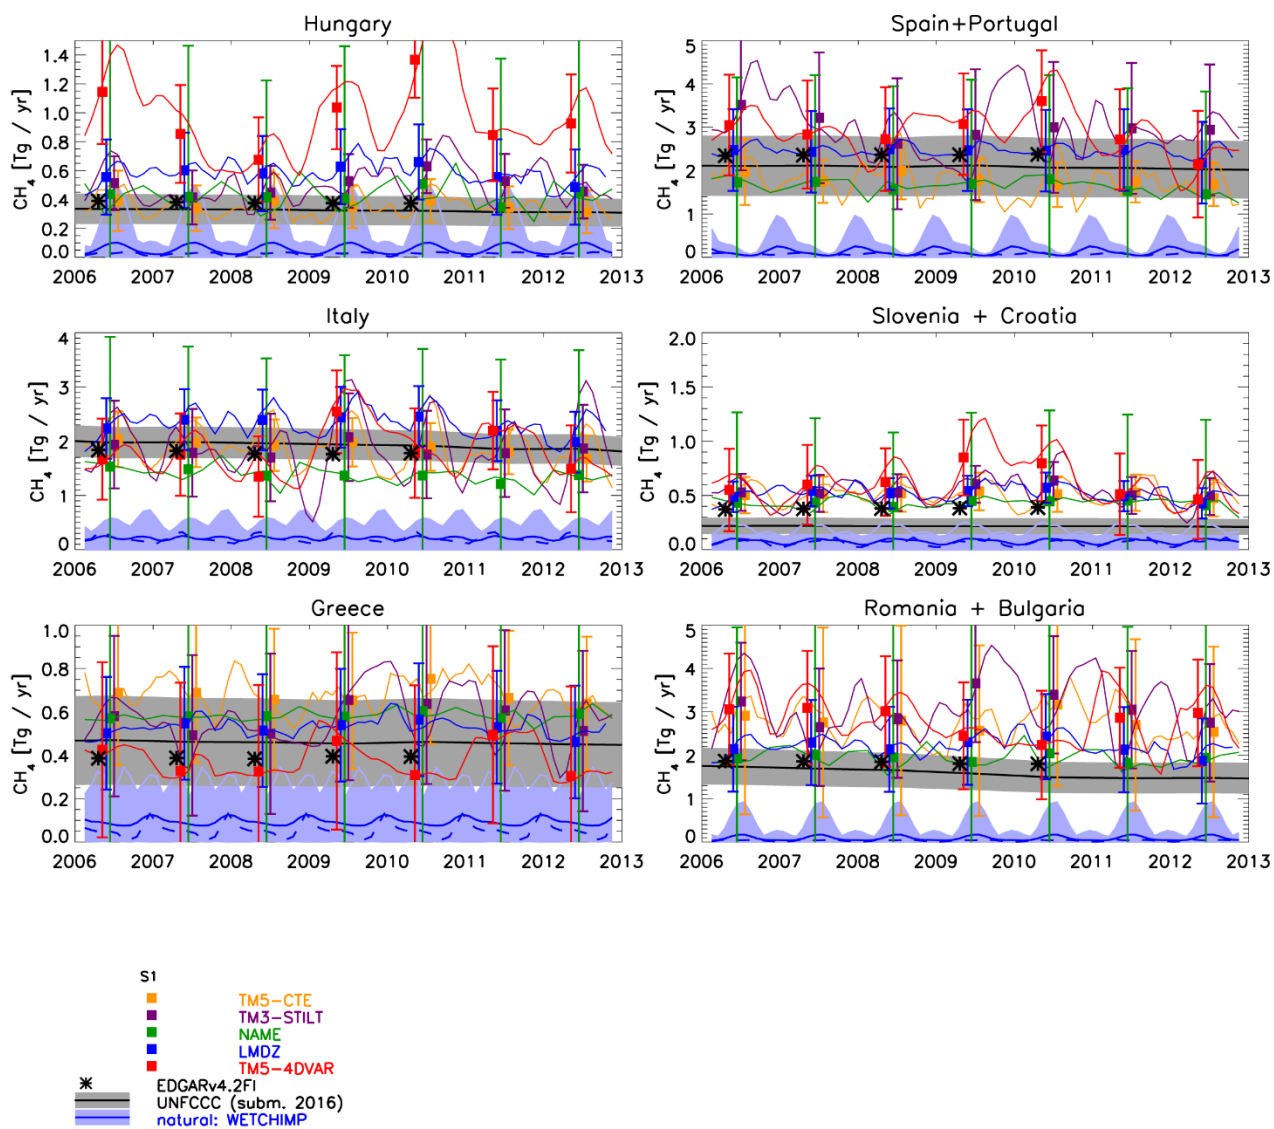 Hungary
CH4 [Tg / yr]
1.4
1.2
1.0
0.8
0.6
0.4
0.2
0.0
2006 2007 2008 2009 2010 2011 2012 2013
Spain+Portugal
CH4 [Tg / yr]
5
4
3
2
1
0
2006 2007 2008 2009 2010 2011 2012 2013
Italy
CH4 [Tg / yr]
4
3
2
1
0
2006 2007 2008 2009 2010 2011 2012 2013
Slovenia + Croatia
CH4 [Tg / yr]
2.0
1.5
1.0
0.5
0.0
2006 2007 2008 2009 2010 2011 2012 2013
Greece
CH4 [Tg / yr]
1.0
0.8
0.6
0.4
0.2
0.0
2006 2007 2008 2009 2010 2011 2012 2013
Romania + Bulgaria
CH4 [Tg / yr]
5
4
3
2
1
0
2006 2007 2008 2009 2010 2011 2012 2013
S1
TM5-CTE
TM3-STILT
NAME
LMDZ
TM5-4DVAR
EDGARv4.2FI
UNFCCC (subm. 2016)
natural: WETCHIMP